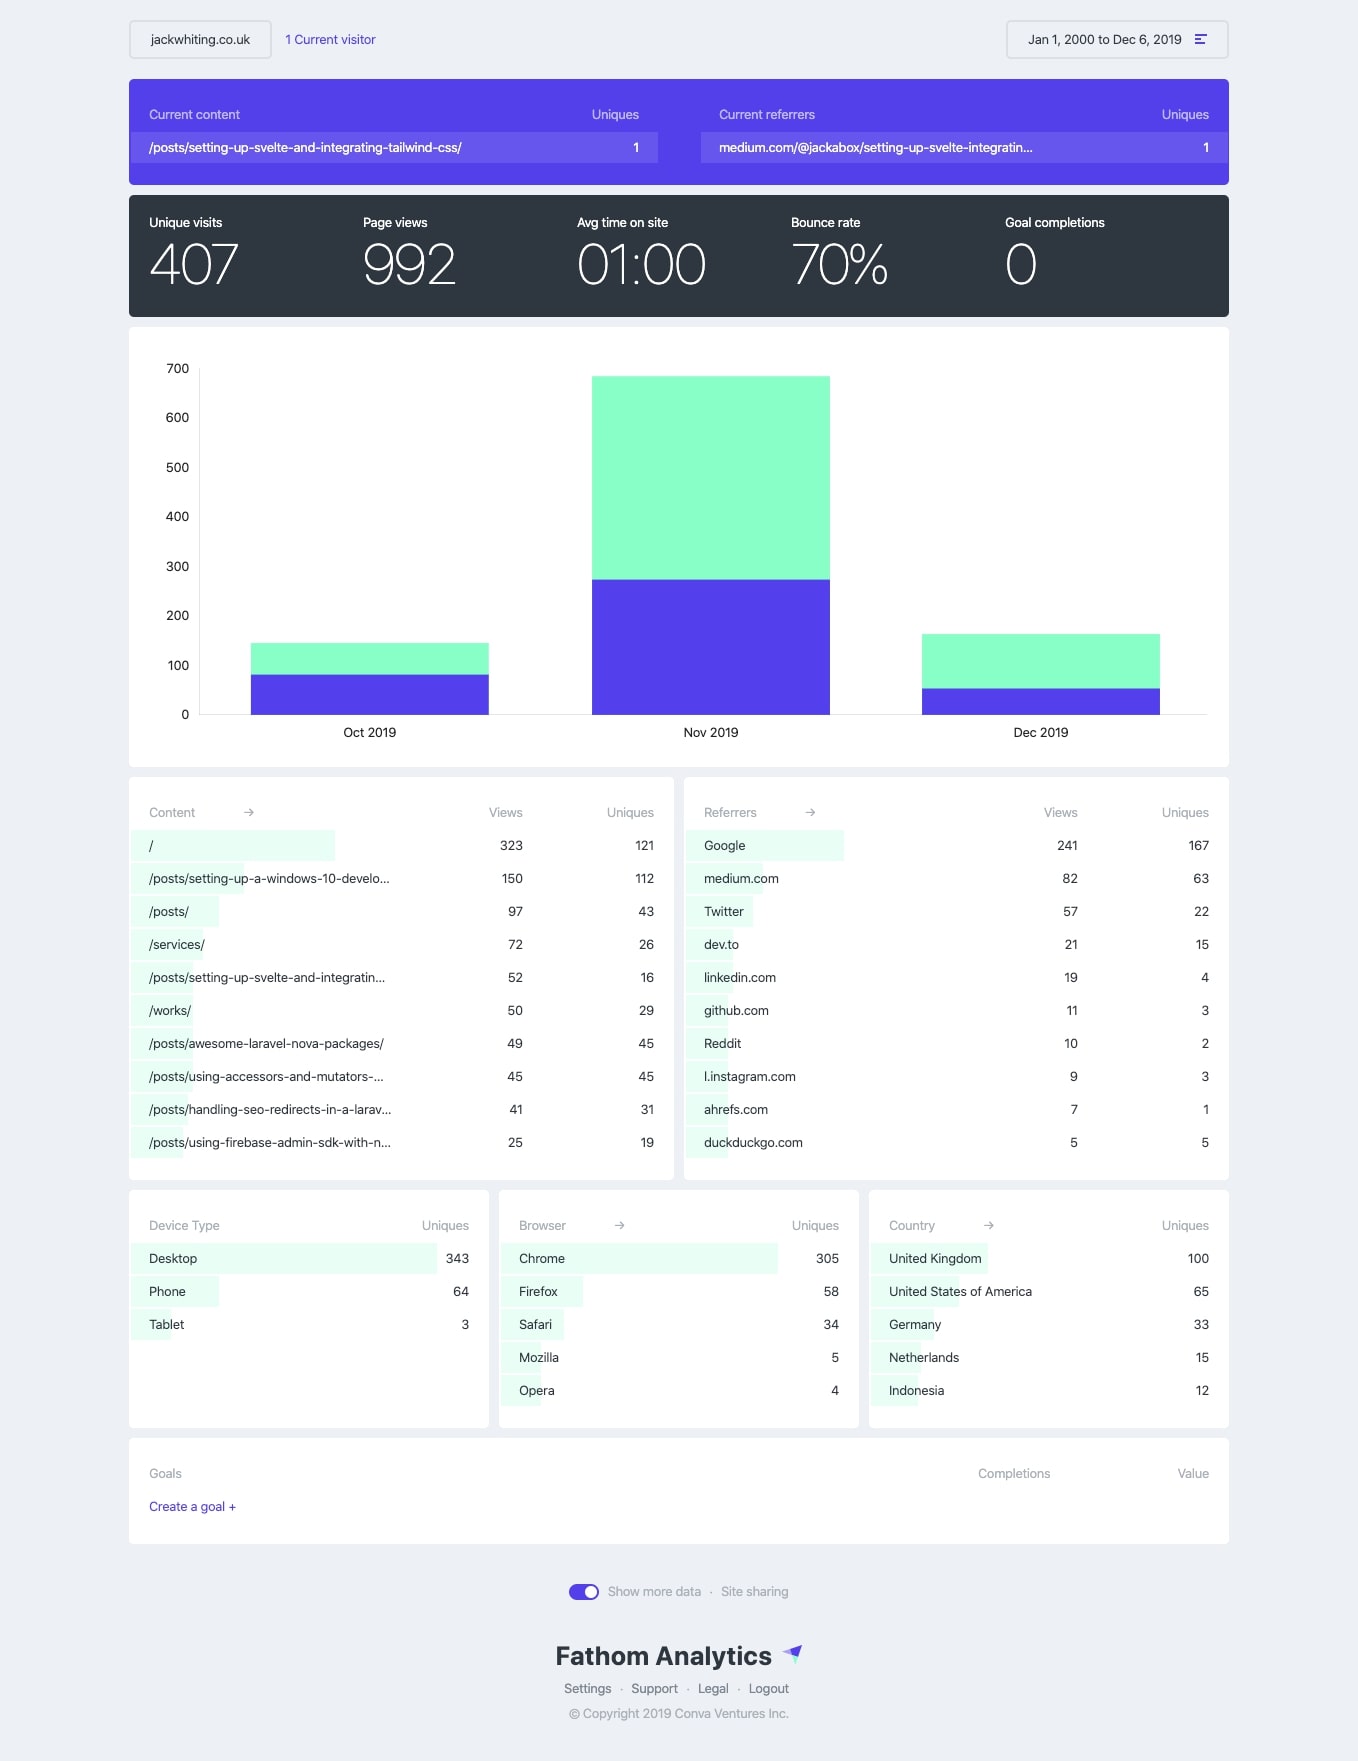 jackwhiting.co.uk 1 Current visitor Jan 1, 2000 to Dec 6, 2019
Current content Uniques Current referrers Uniques
/posts/setting-up-svelte-and-integrating-tailwind-css/ 1 medium.com/@jackabox/setting-up-svelte-integratin... 1
Unique visits Page views Avg time on site Bounce rate Goal completions
407 992 01:00 70% 0
700
600
500
400
300
200
100
0
Oct 2019 Nov 2019 Dec 2019
Content → Views Uniques
/ 323 121
/posts/setting-up-a-windows-10-develo... 150 112
/posts/ 97 43
/services/ 72 26
/posts/setting-up-svelte-and-integratin... 52 16
/works/ 50 29
/posts/awesome-laravel-nova-packages/ 49 45
/posts/using-accessors-and-mutators-... 45 45
/posts/handling-seo-redirects-in-a-larav... 41 31
/posts/using-firebase-admin-sdk-with-n... 25 19
Referrers → Views Uniques
Google 241 167
medium.com 82 63
Twitter 57 22
dev.to 21 15
linkedin.com 19 4
github.com 11 3
Reddit 10 2
l.instagram.com 9 3
ahrefs.com 7 1
duckduckgo.com 5 5
Device Type Uniques
Desktop 343
Phone 64
Tablet 3
Browser → Uniques
Chrome 305
Firefox 58
Safari 34
Mozilla 5
Opera 4
Country → Uniques
United Kingdom 100
United States of America 65
Germany 33
Netherlands 15
Indonesia 12
Goals Completions Value
Create a goal +
Show more data · Site sharing
Fathom Analytics
Settings · Support · Legal · Logout
© Copyright 2019 Conva Ventures Inc.